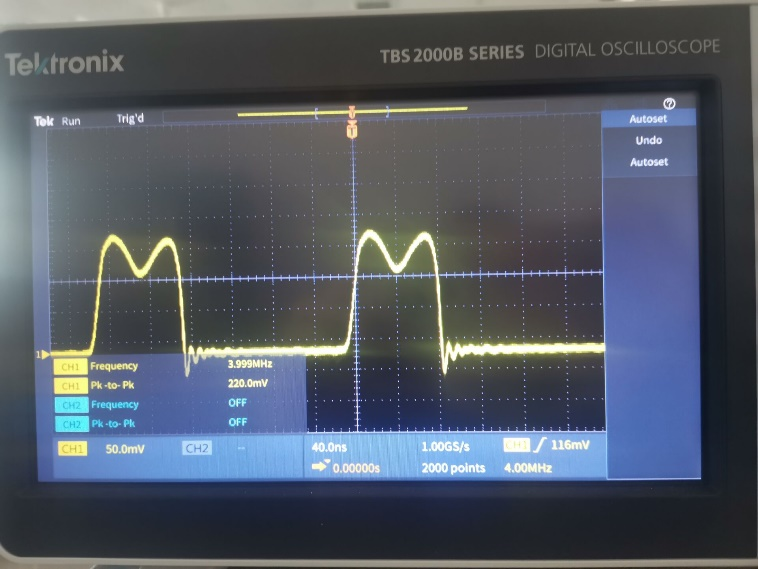 Tektronix
TBS 2000B SERIES DIGITAL OSCILLOSCOPE
Tek Run Trig'd
Autoset
Undo
Autoset
1
CH1 Frequency 3.999MHz
CH1 Pk-to-Pk 220.0mV
CH2 Frequency OFF
CH2 Pk-to-Pk OFF
CH1 50.0mV CH2 -- 40.0ns 1.00GS/s CH1 116mV
0.00000s 2000 points 4.00MHz